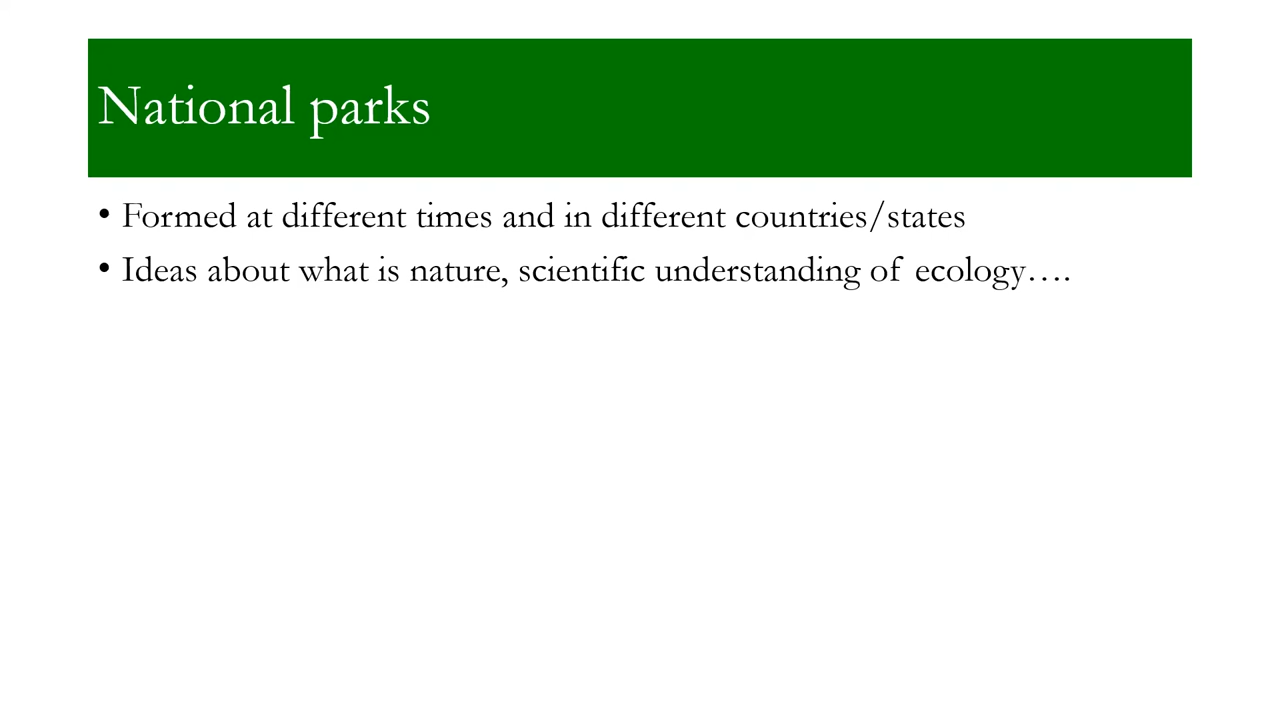 National parks
• Formed at different times and in different countries/states
• Ideas about what is nature, scientific understanding of ecology….